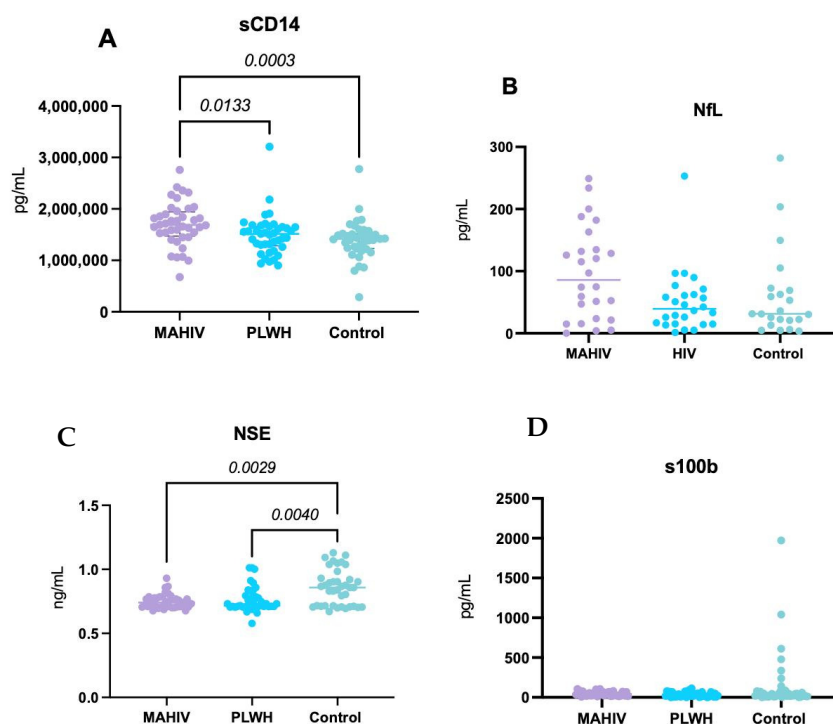 A
sCD14
0.0003
0.0133
4,000,000
3,000,000
2,000,000
1,000,000
0
pg/mL
MAHIV PLWH Control
B
NfL
300
200
100
0
pg/mL
MAHIV HIV Control
C
NSE
0.0029
0.0040
1.5
1.0
0.5
0.0
ng/mL
MAHIV PLWH Control
D
s100b
2500
2000
1500
1000
500
0
pg/mL
MAHIV PLWH Control